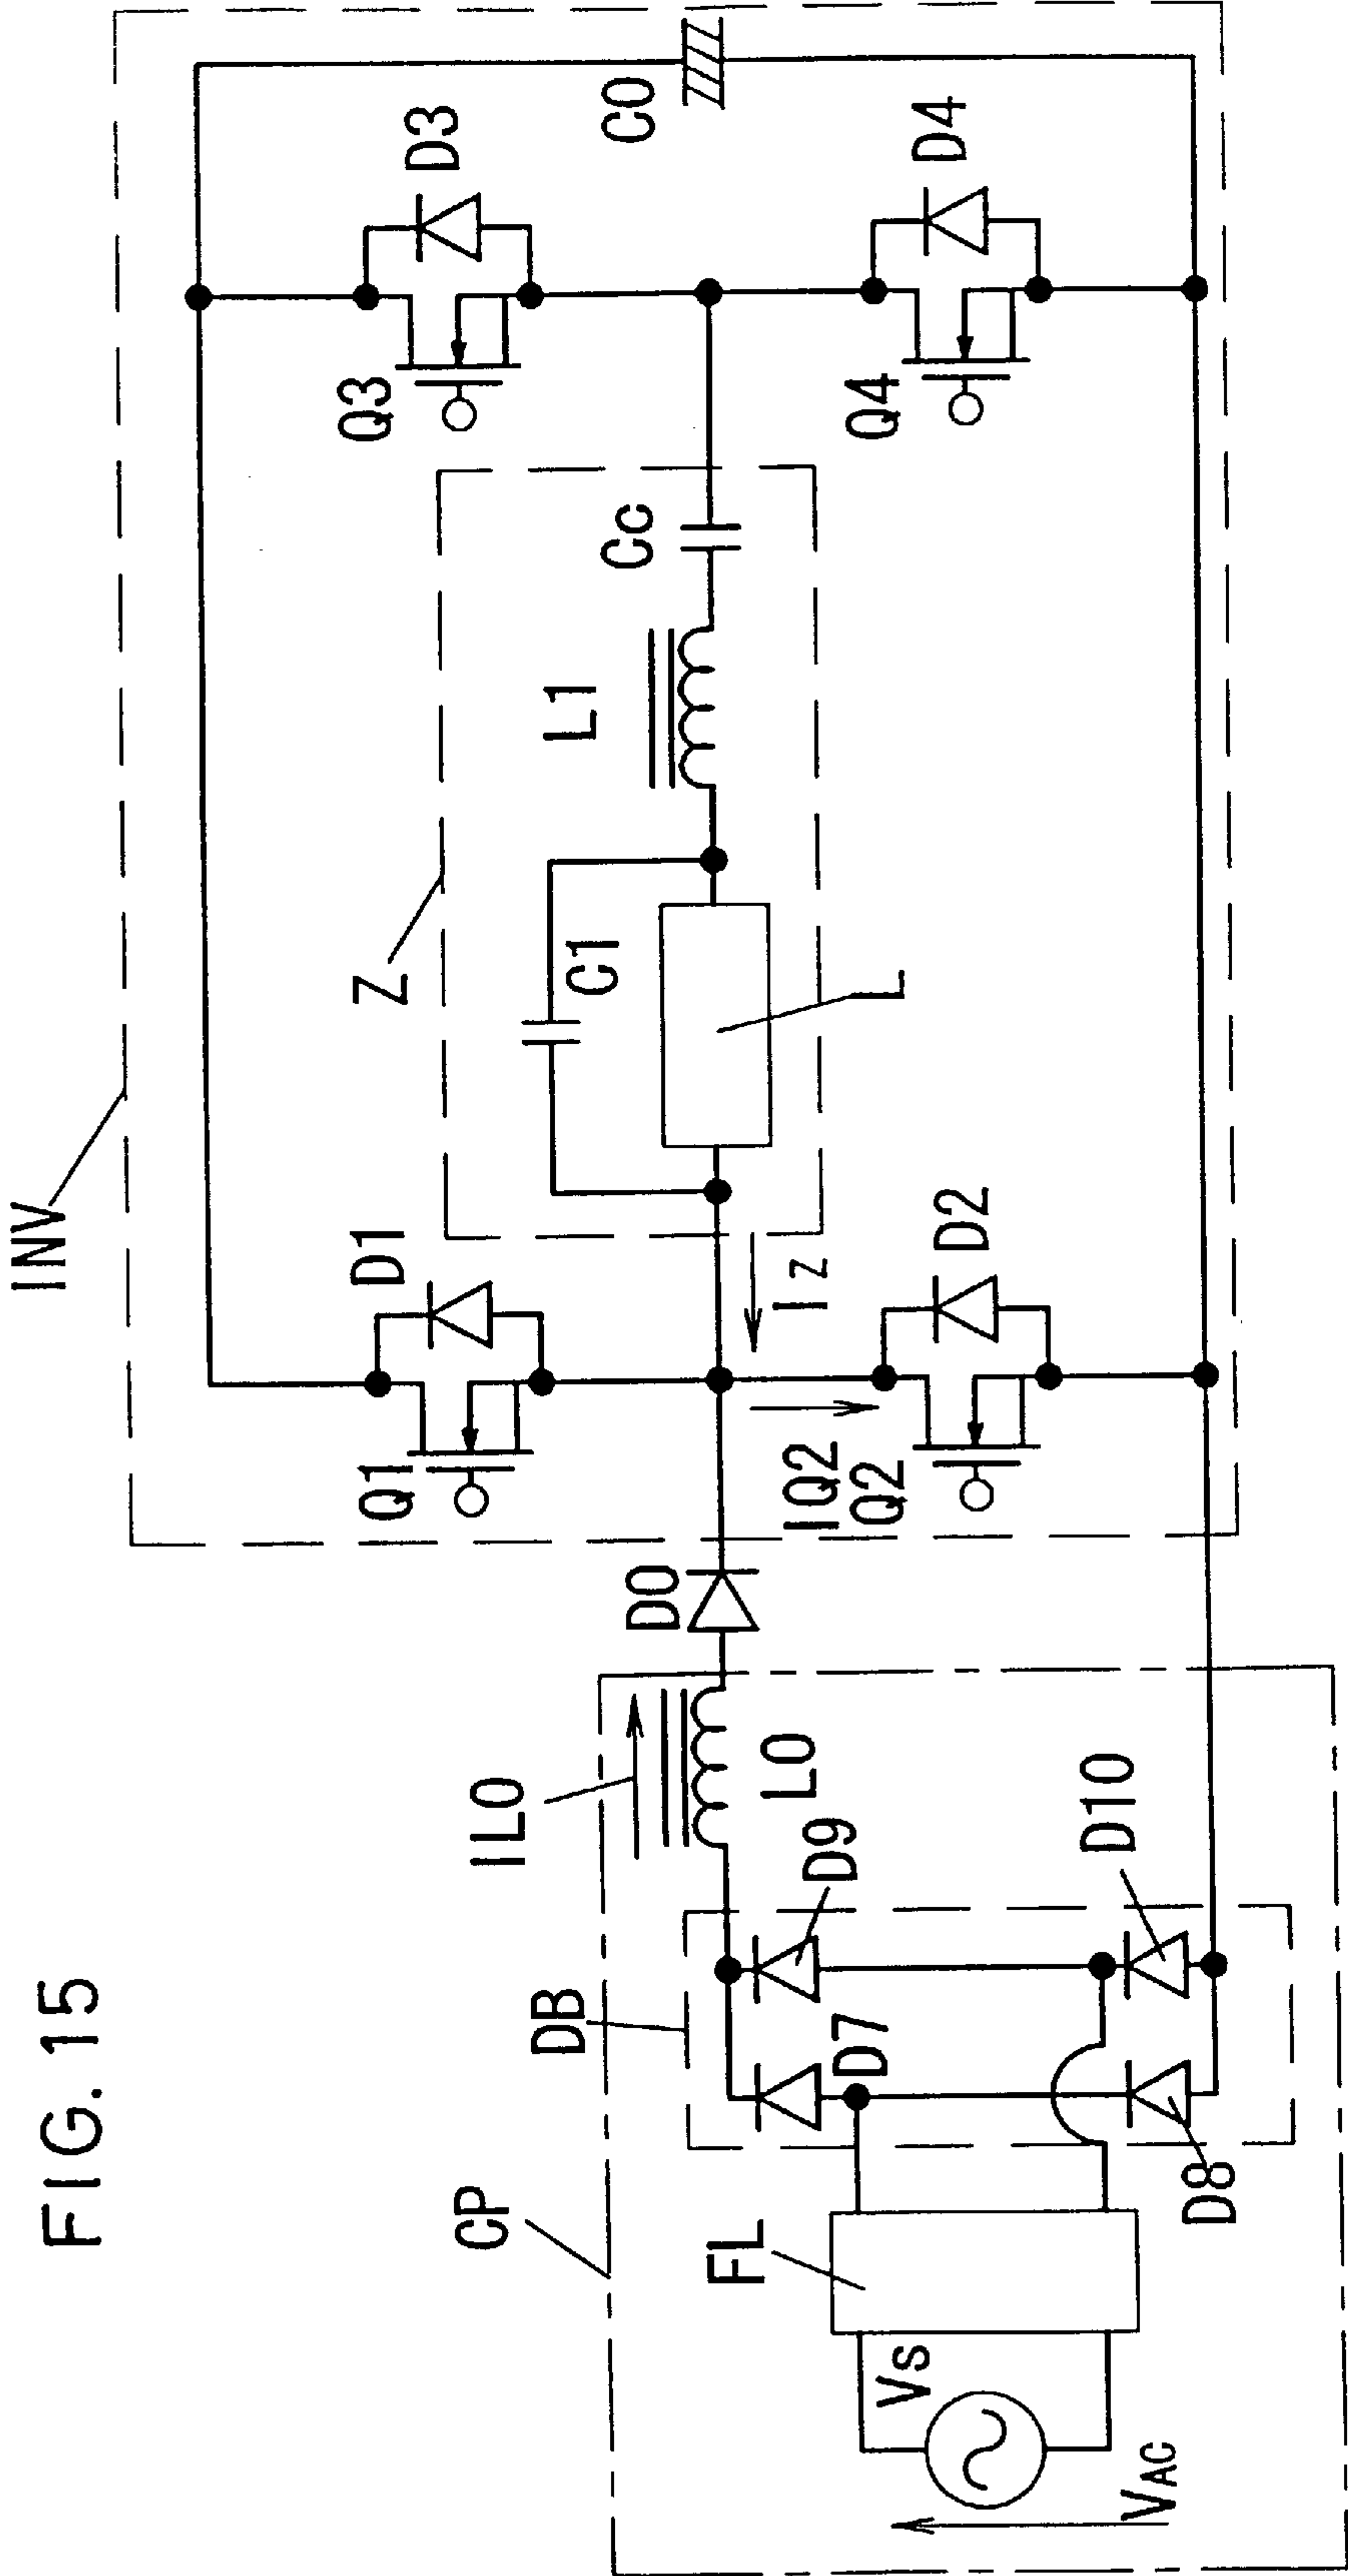 FIG. 15
INV
Z
D1
Q1
C1
L1
Cc
Q3
D3
C0
L
IZ
D2
IQ2
Q2
Q4
D4
D0
IL0
L0
DB
D9
D7
D10
D8
CP
FL
Vs
VAC